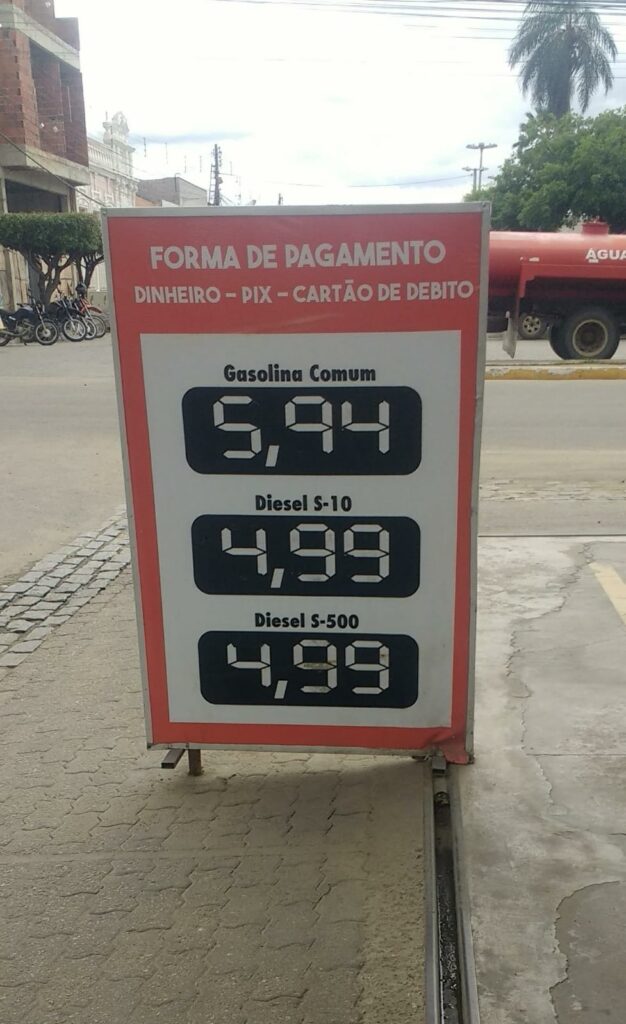 FORMA DE PAGAMENTO
DINHEIRO - PIX - CARTÃO DE DEBITO
Gasolina Comum
5,94
Diesel S-10
4,99
Diesel S-500
4,99
ÁGUA